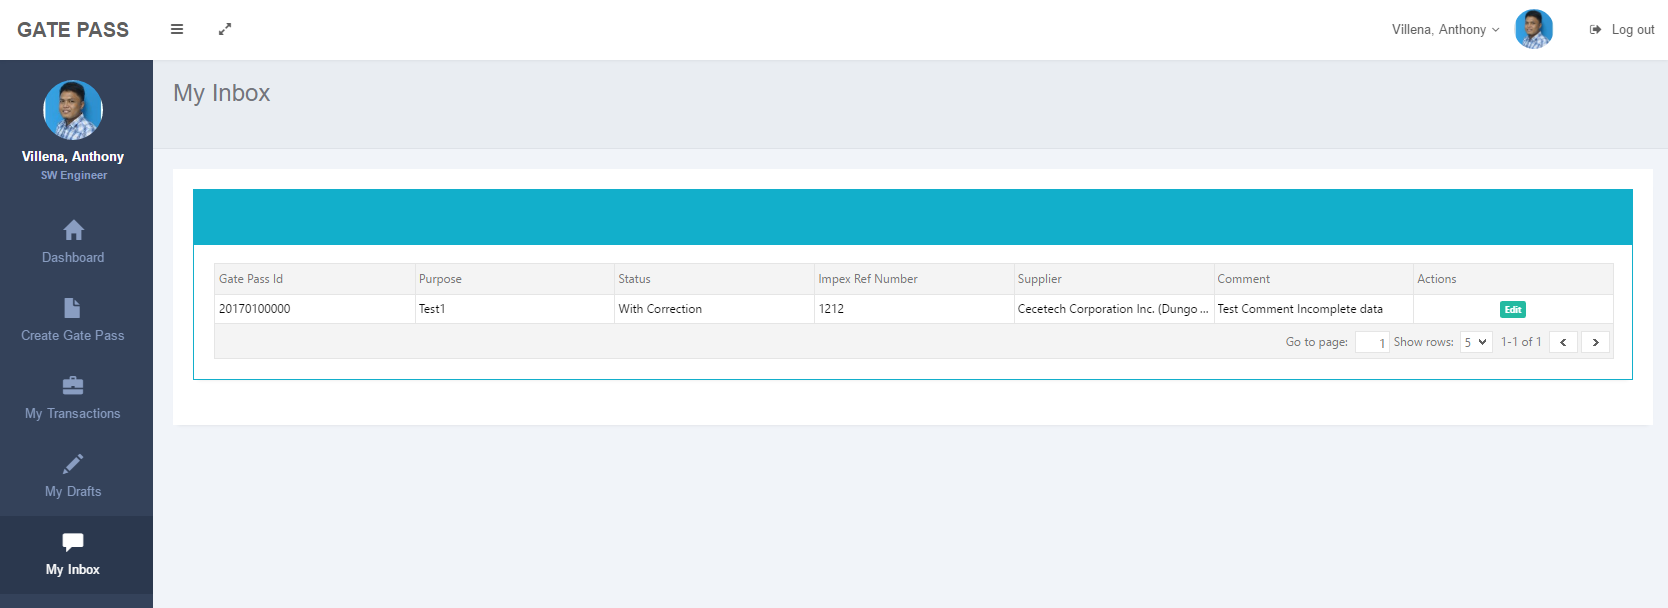 GATE PASS
Villena, Anthony
Log out
Villena, Anthony
SW Engineer
Dashboard
Create Gate Pass
My Transactions
My Drafts
My Inbox
My Inbox
Gate Pass Id Purpose Status Impex Ref Number Supplier Comment Actions
20170100000 Test1 With Correction 1212 Cecetech Corporation Inc. (Dungo ... Test Comment Incomplete data Edit
Go to page: 1 Show rows: 5 1-1 of 1